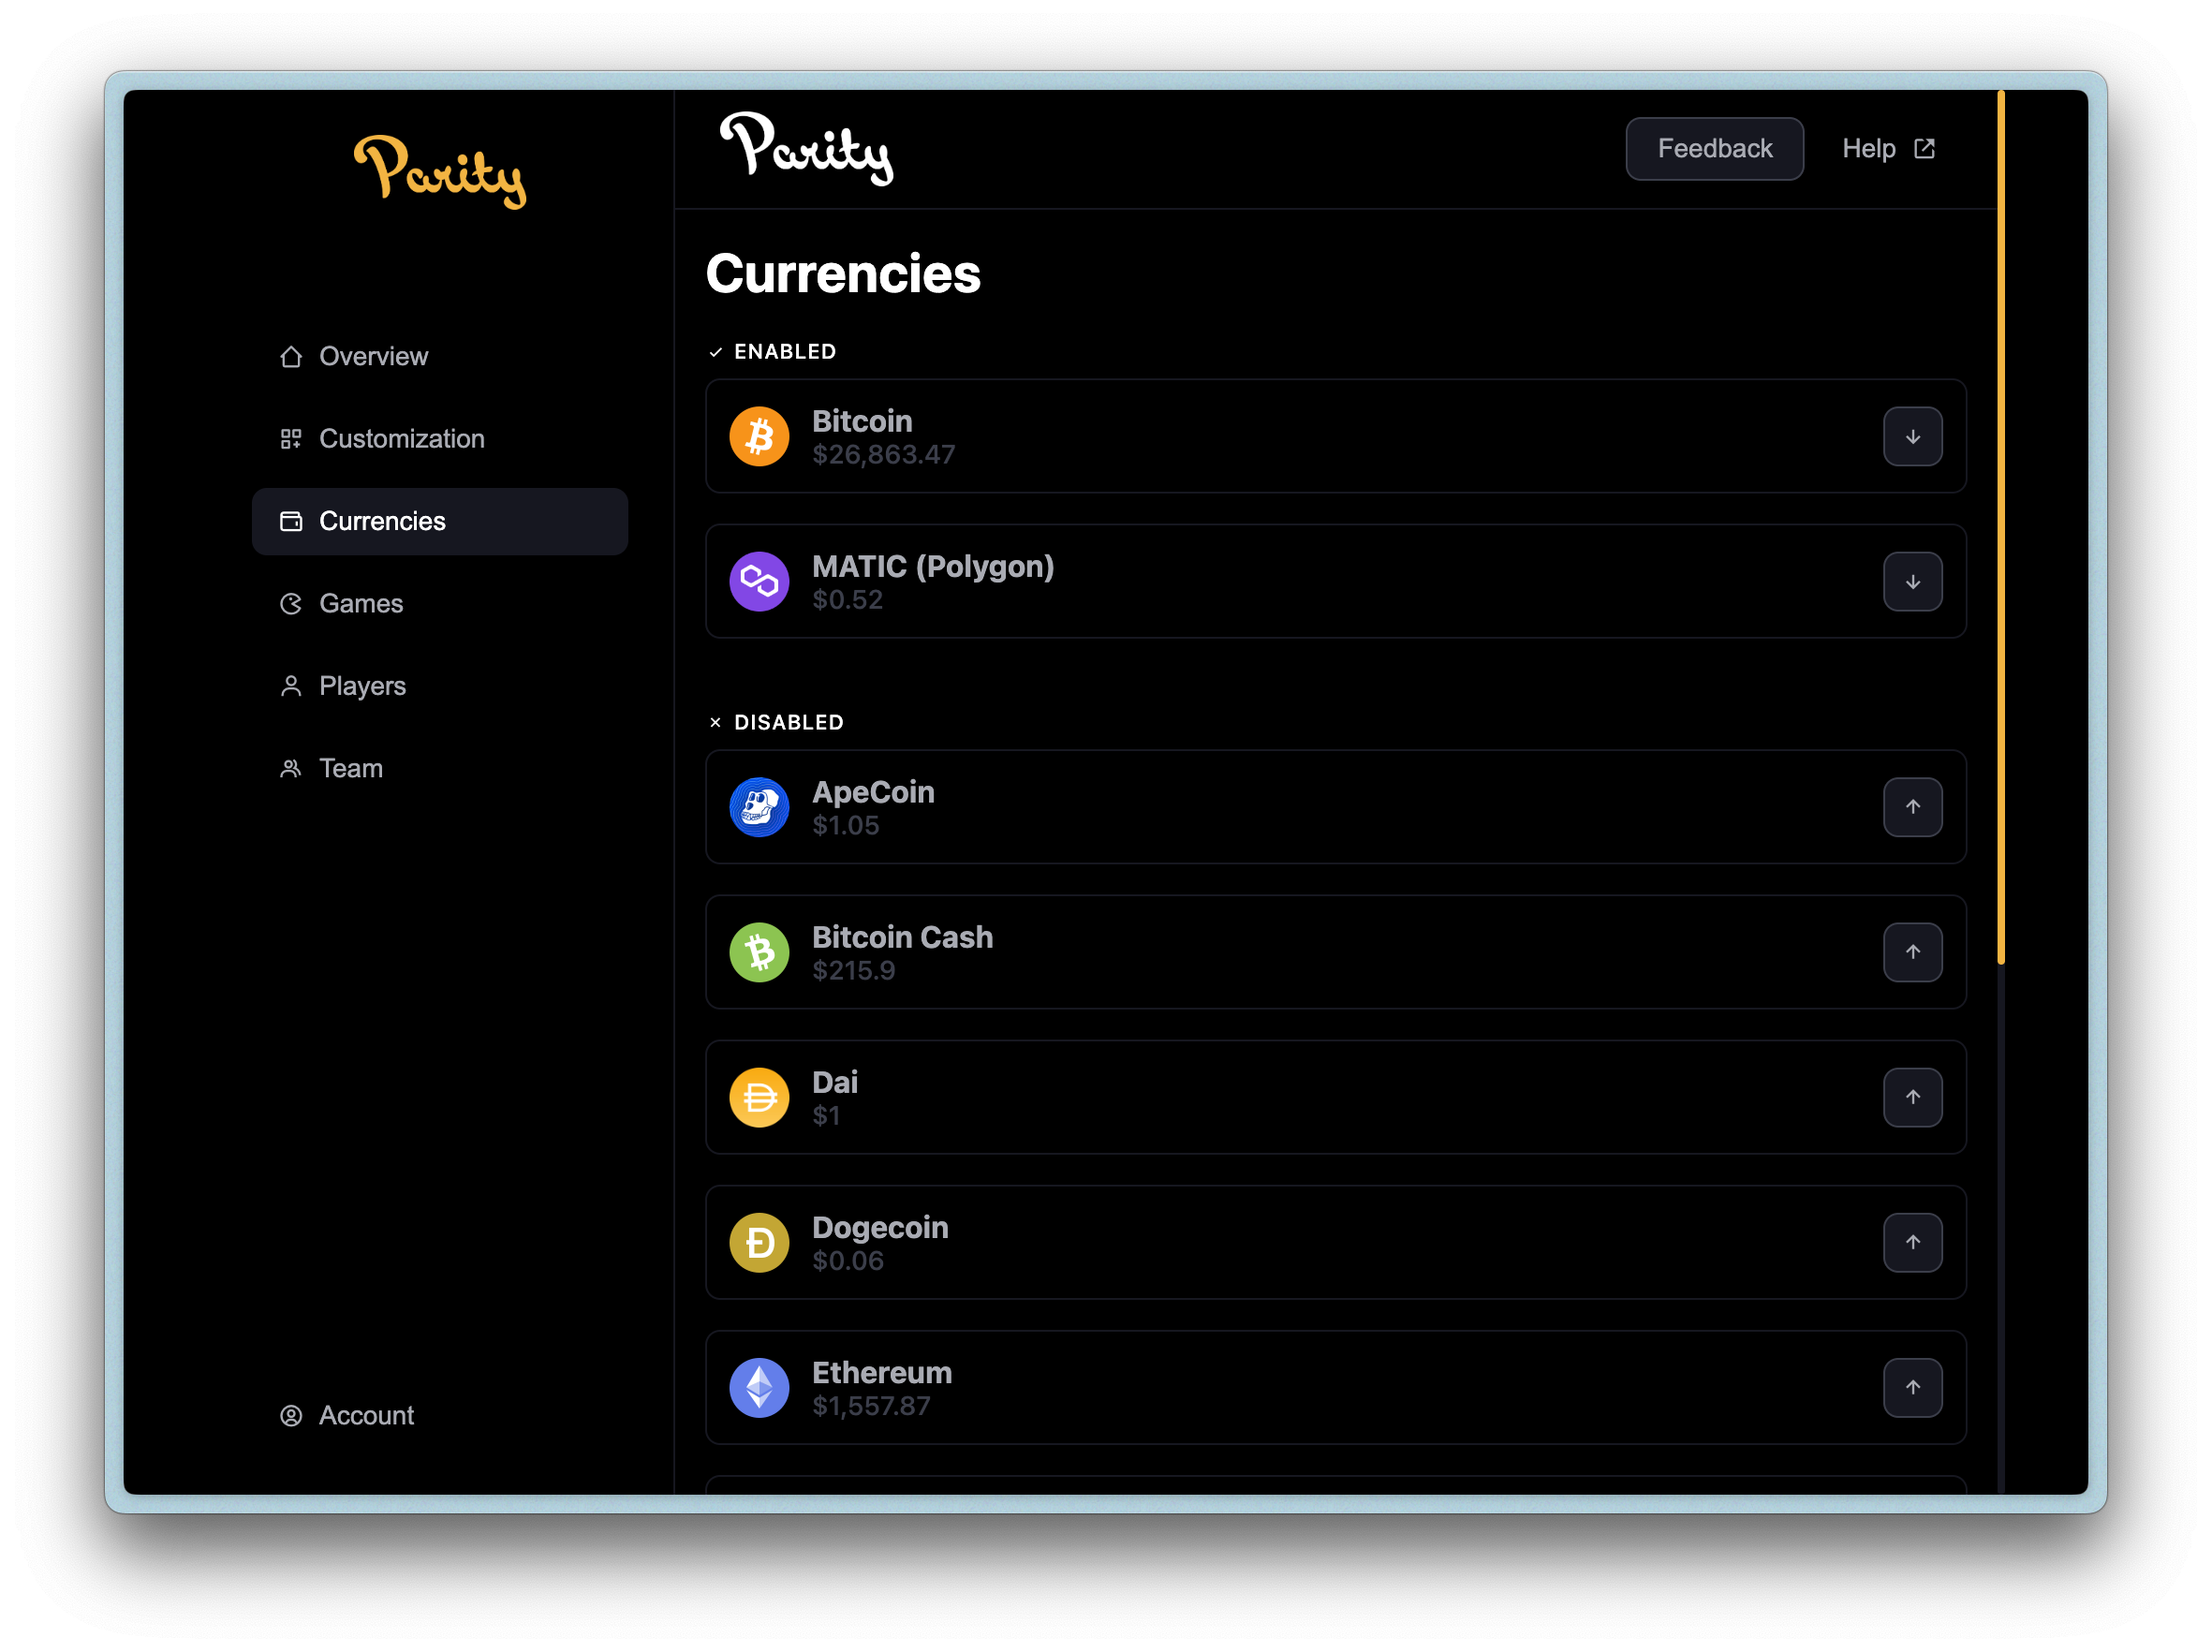 Parity
Overview
Customization
Currencies
Games
Players
Team
Account
Parity
Feedback
Help
Currencies
ENABLED
Bitcoin
$26,863.47
MATIC (Polygon)
$0.52
DISABLED
ApeCoin
$1.05
Bitcoin Cash
$215.9
Dai
$1
Dogecoin
$0.06
Ethereum
$1,557.87